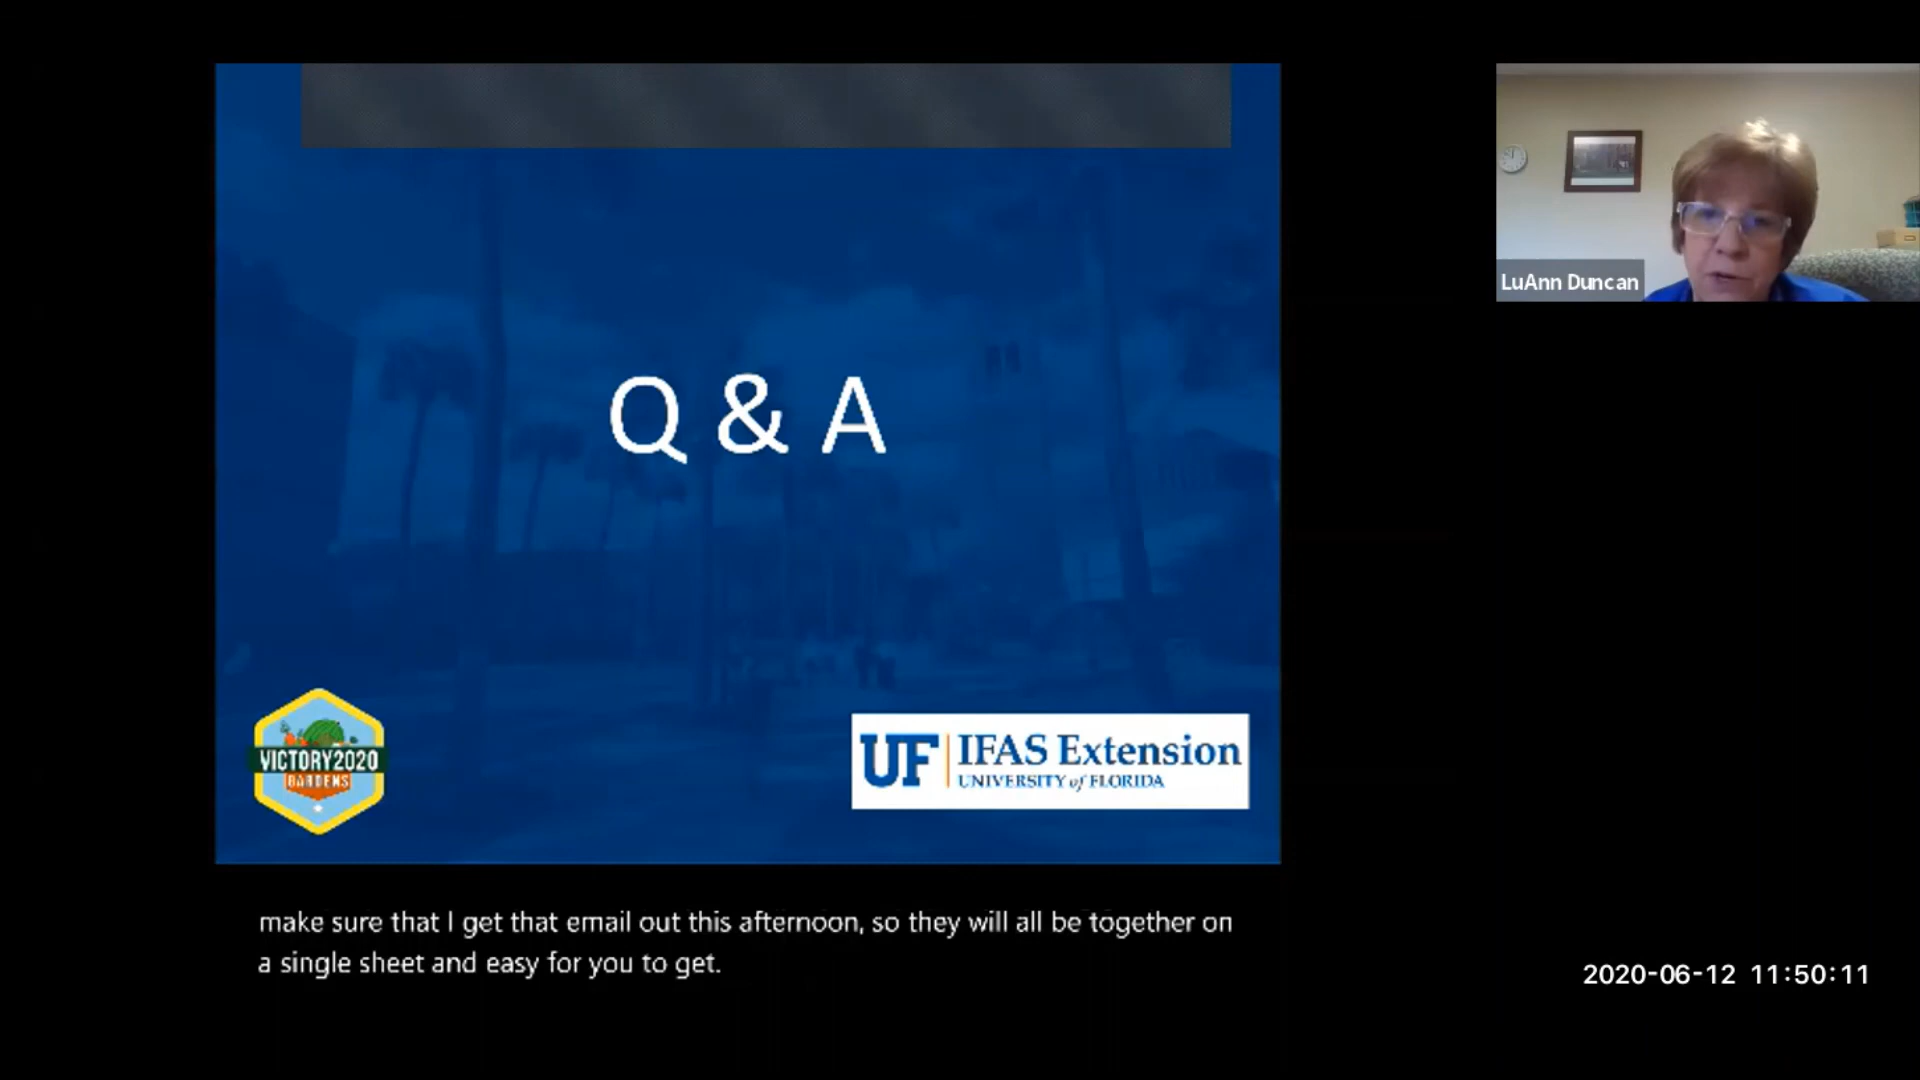 Q & A
LuAnn Duncan
VICTORY2020
GARDENS
UF IFAS Extension
UNIVERSITY of FLORIDA
make sure that I get that email out this afternoon, so they will all be together on
a single sheet and easy for you to get.
2020-06-12 11:50:11